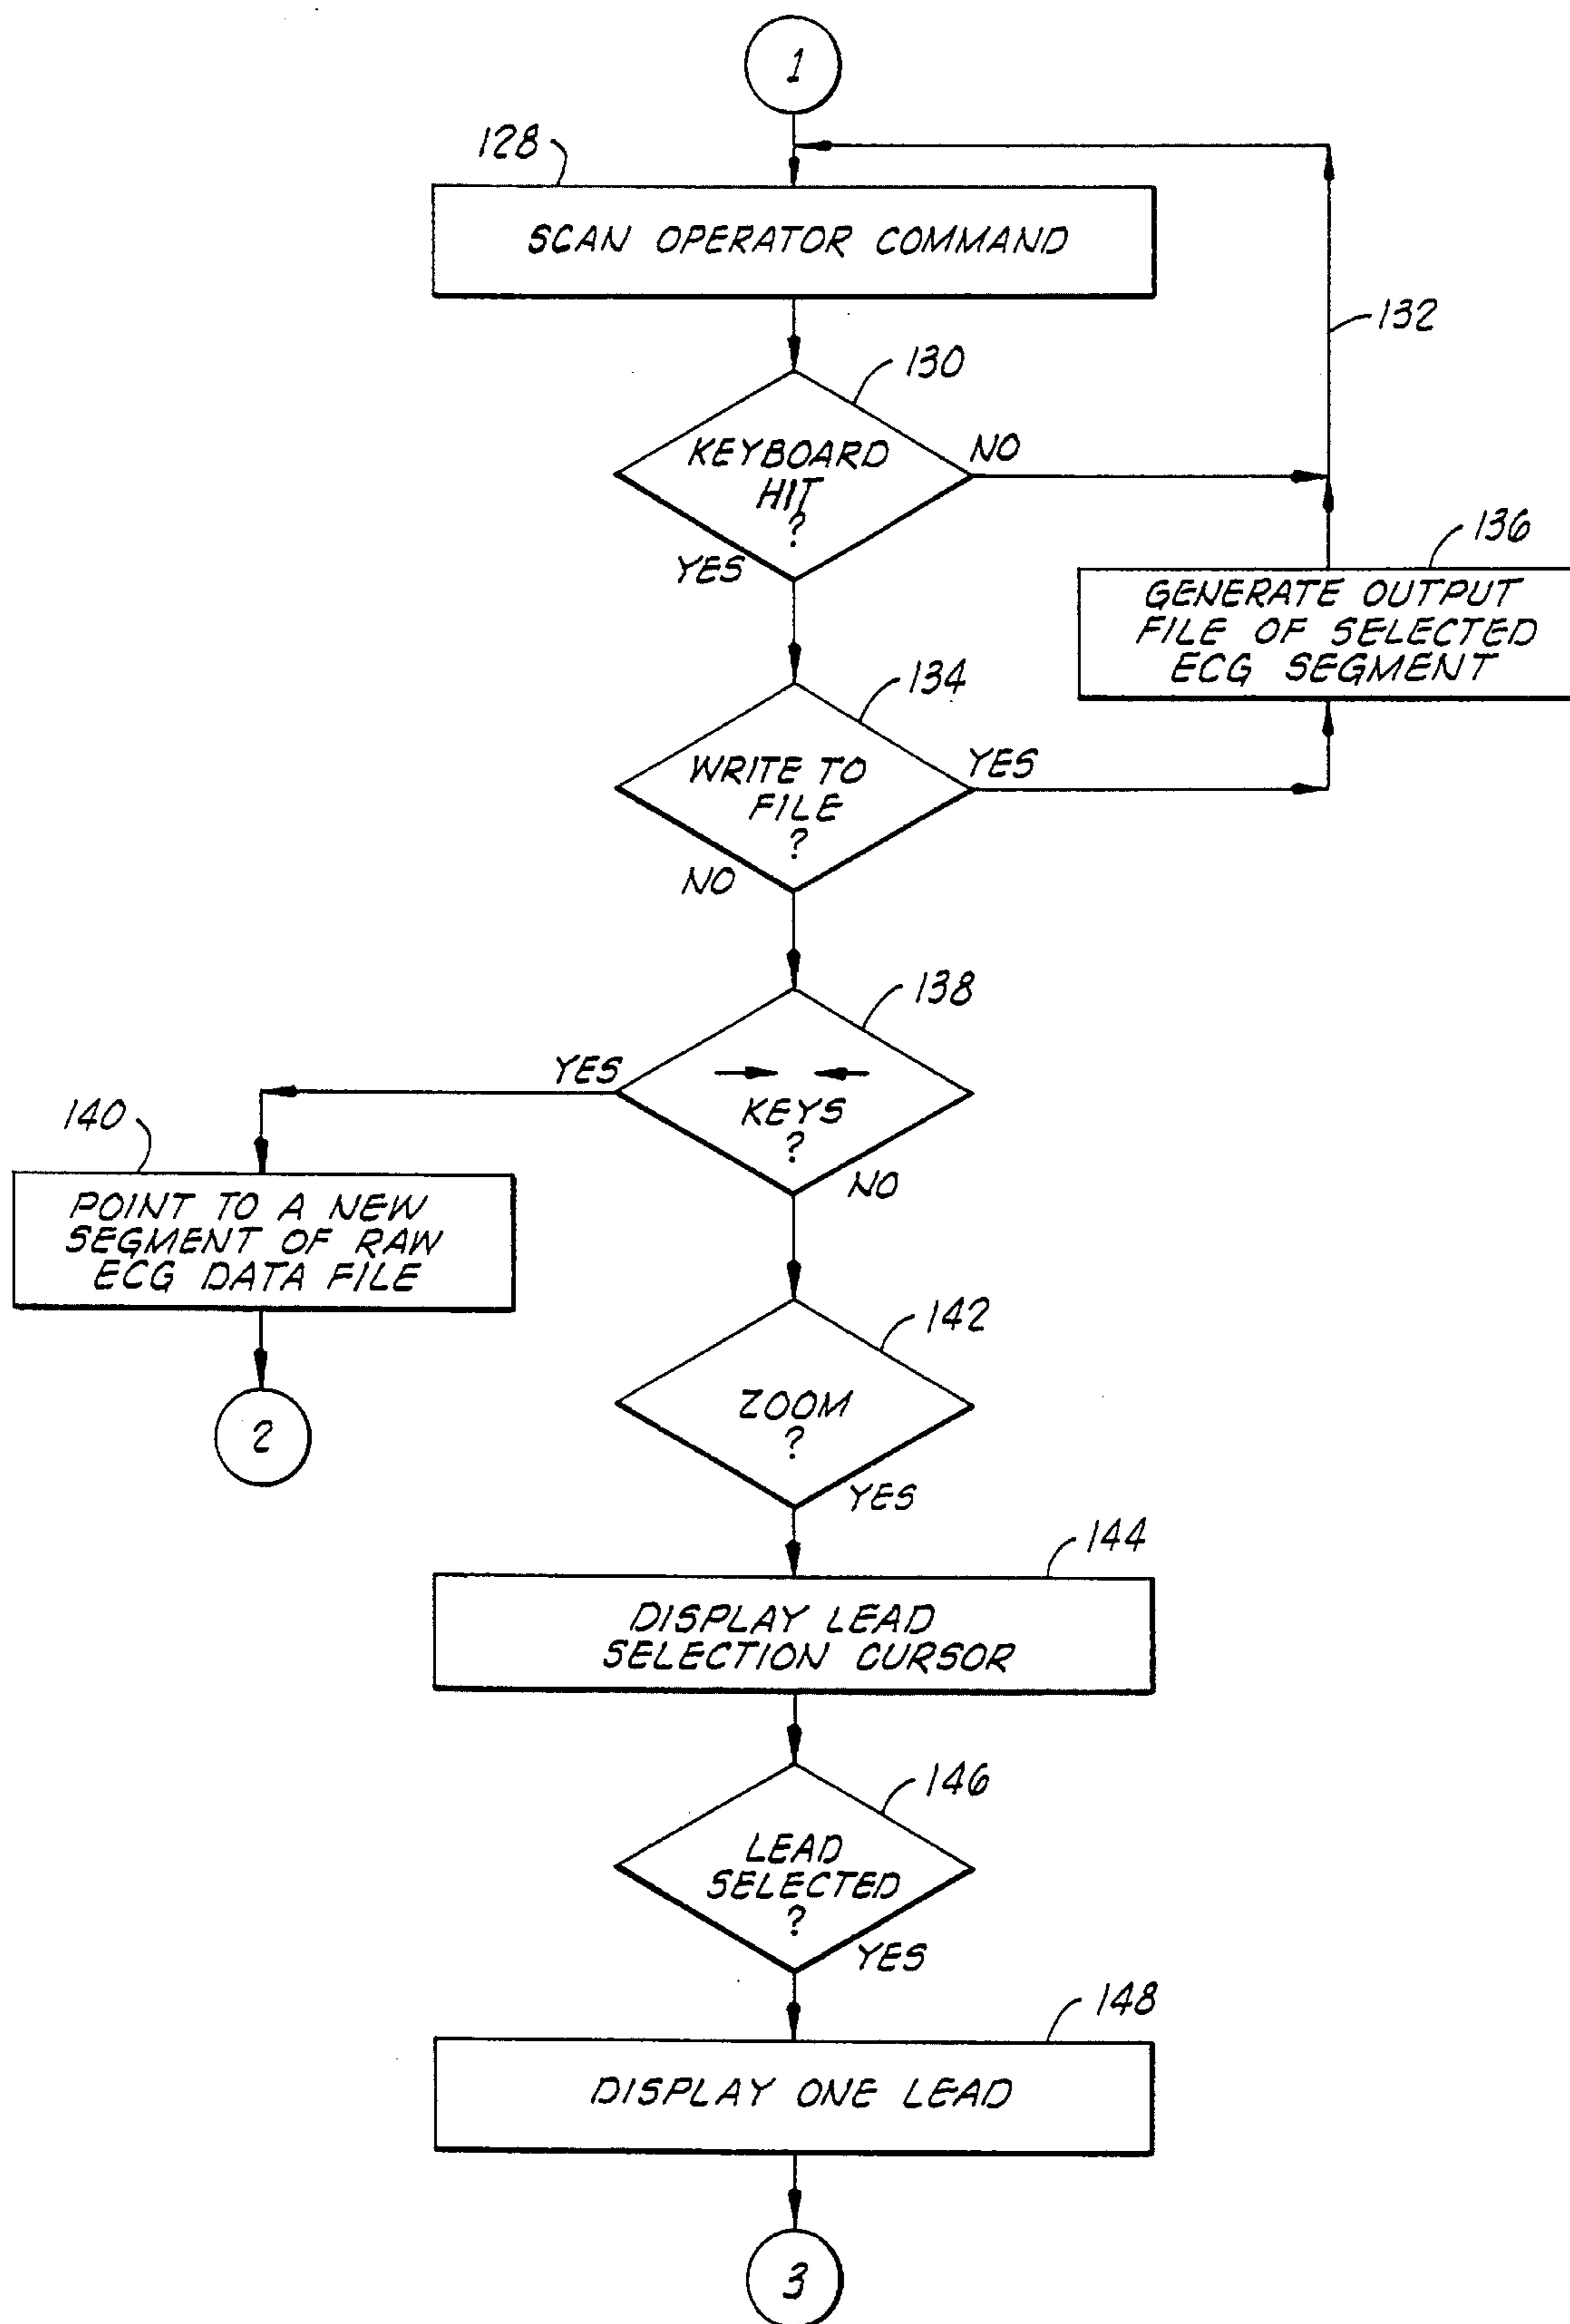 1
128
SCAN OPERATOR COMMAND
132
130
KEYBOARD
HIT
?
NO
YES
136
GENERATE OUTPUT
FILE OF SELECTED
ECG SEGMENT
134
WRITE TO
FILE
?
YES
NO
138
KEYS
?
YES
NO
140
POINT TO A NEW
SEGMENT OF RAW
ECG DATA FILE
2
142
ZOOM
?
YES
144
DISPLAY LEAD
SELECTION CURSOR
146
LEAD
SELECTED
?
YES
148
DISPLAY ONE LEAD
3